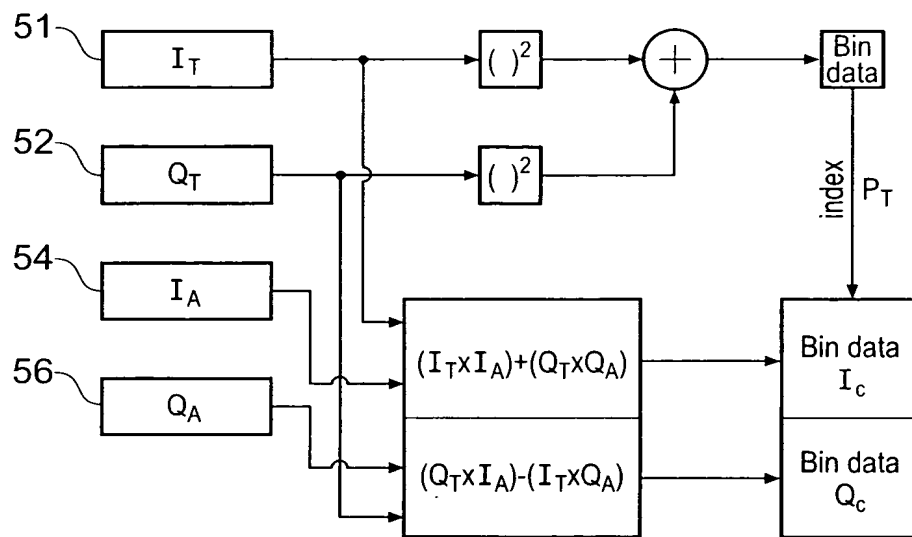 51
I_T
( )²
+
Bin
data
52
Q_T
( )²
index
P_T
54
I_A
56
Q_A
(I_TxI_A)+(Q_TxQ_A)
(Q_TxI_A)-(I_TxQ_A)
Bin data
I_c
Bin data
Q_c